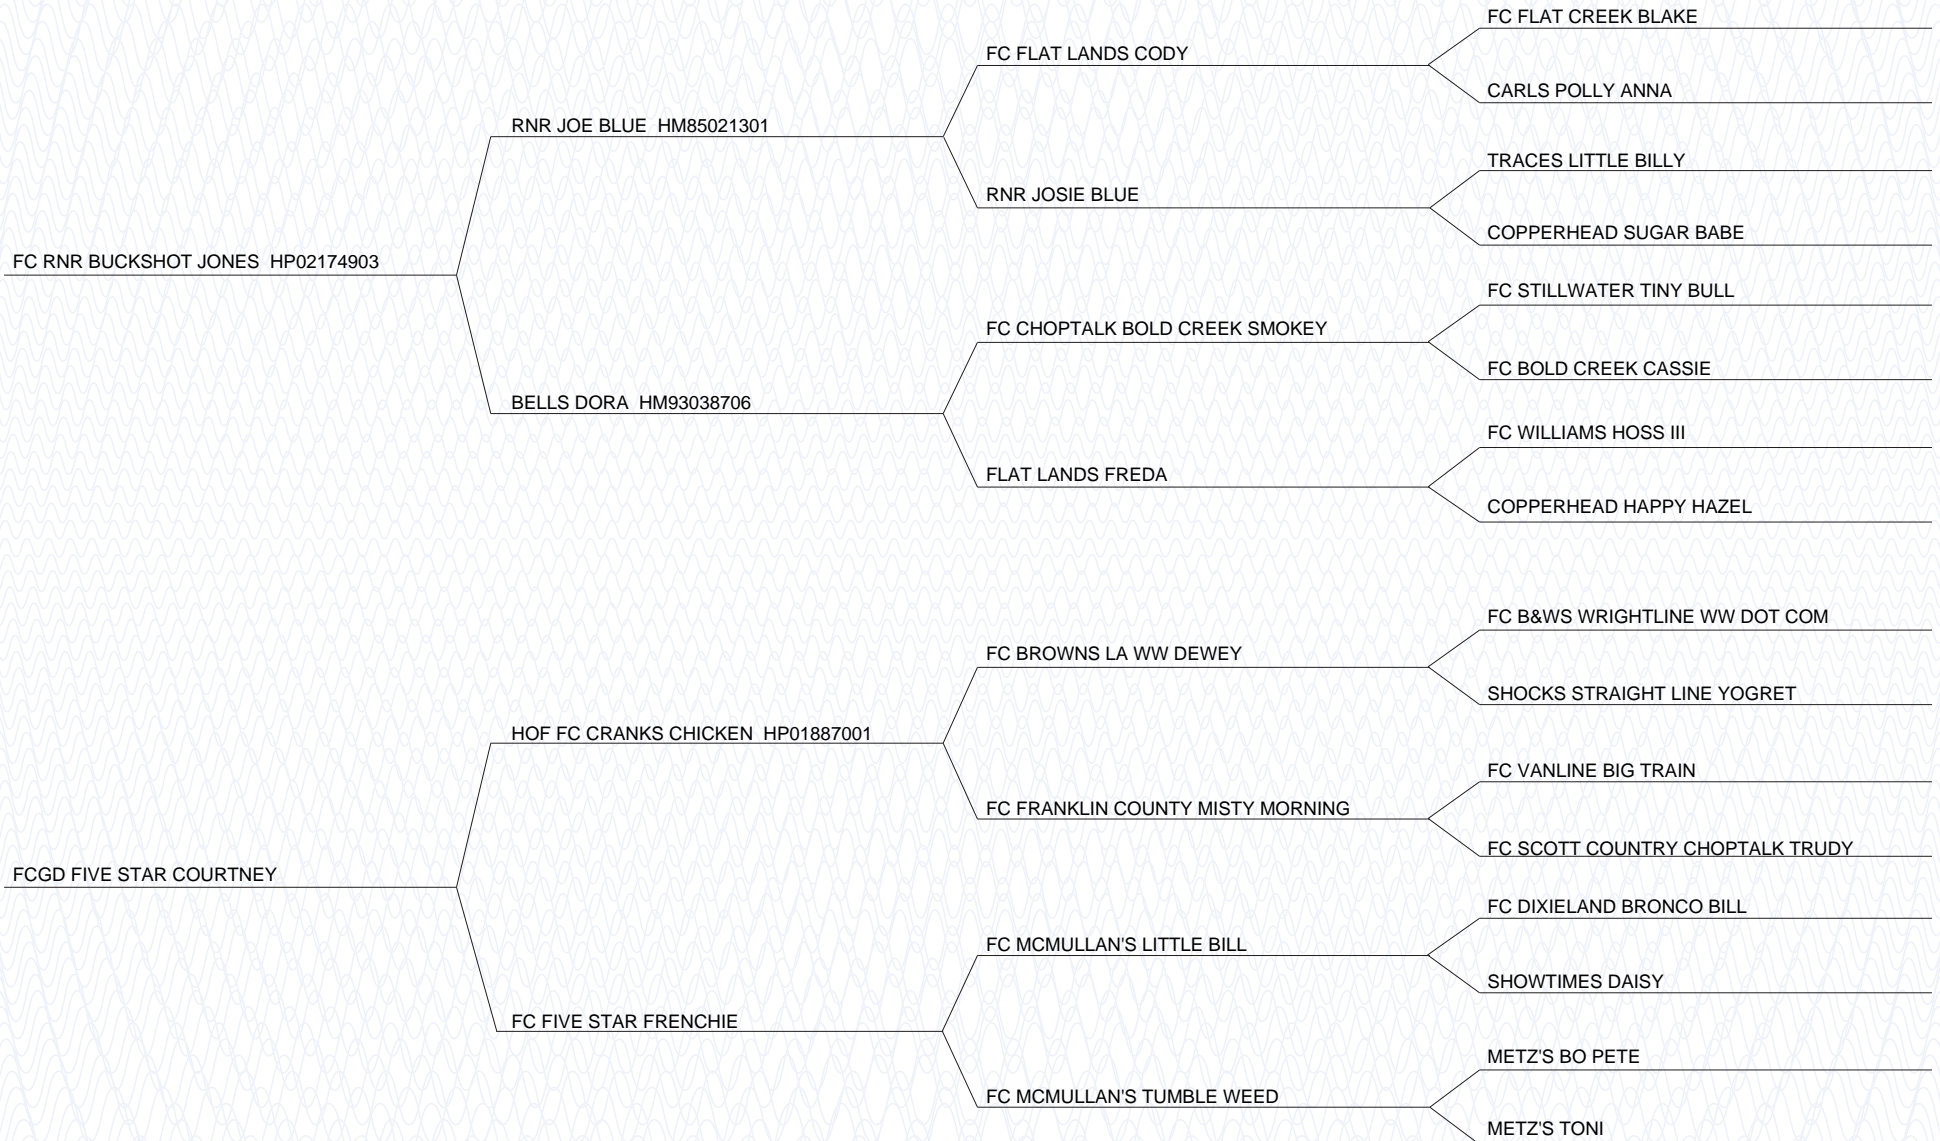 FC FLAT CREEK BLAKE
FC FLAT LANDS CODY
CARLS POLLY ANNA
RNR JOE BLUE  HM85021301
TRACES LITTLE BILLY
RNR JOSIE BLUE
COPPERHEAD SUGAR BABE
FC RNR BUCKSHOT JONES  HP02174903
FC STILLWATER TINY BULL
FC CHOPTALK BOLD CREEK SMOKEY
FC BOLD CREEK CASSIE
BELLS DORA  HM93038706
FC WILLIAMS HOSS III
FLAT LANDS FREDA
COPPERHEAD HAPPY HAZEL
FC B&WS WRIGHTLINE WW DOT COM
FC BROWNS LA WW DEWEY
SHOCKS STRAIGHT LINE YOGRET
HOF FC CRANKS CHICKEN  HP01887001
FC VANLINE BIG TRAIN
FC FRANKLIN COUNTY MISTY MORNING
FC SCOTT COUNTRY CHOPTALK TRUDY
FCGD FIVE STAR COURTNEY
FC DIXIELAND BRONCO BILL
FC MCMULLAN'S LITTLE BILL
SHOWTIMES DAISY
FC FIVE STAR FRENCHIE
METZ'S BO PETE
FC MCMULLAN'S TUMBLE WEED
METZ'S TONI